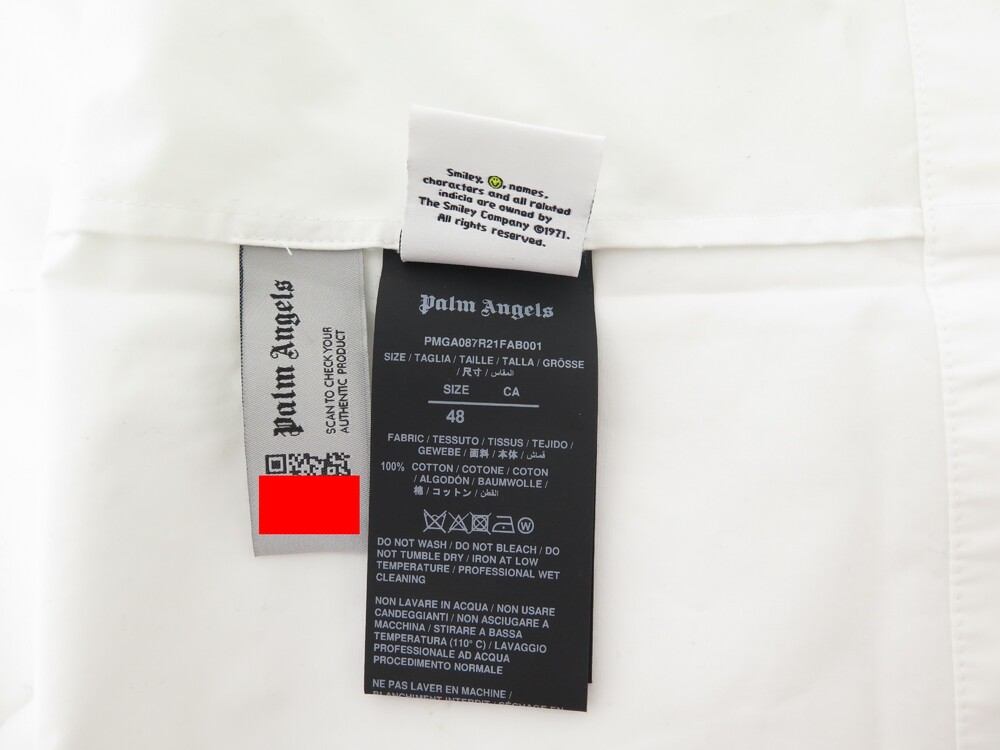 Smiley, , names,
characters and all related
indicia are owned by
The Smiley Company ©1971.
All rights reserved.
Palm Angels
SCAN TO CHECK YOUR
AUTHENTIC PRODUCT
Palm Angels
PMGA087R21FAB001
SIZE / TAGLIA / TAILLE / TALLA / GRÖSSE
/ 尺寸 / المقاس
SIZE CA
48
FABRIC / TESSUTO / TISSUS / TEJIDO /
GEWEBE / 面料 / 本体 / قماش
100% COTTON / COTONE / COTON
/ ALGODÓN / BAUMWOLLE /
棉 / コットン / القطن
W
DO NOT WASH / DO NOT BLEACH / DO
NOT TUMBLE DRY / IRON AT LOW
TEMPERATURE / PROFESSIONAL WET
CLEANING
NON LAVARE IN ACQUA / NON USARE
CANDEGGIANTI / NON ASCIUGARE A
MACCHINA / STIRARE A BASSA
TEMPERATURA (110° C) / LAVAGGIO
PROFESSIONALE AD ACQUA
PROCEDIMENTO NORMALE
NE PAS LAVER EN MACHINE /
BLANCHIMENT INTERDIT / SÉCHAGE EN